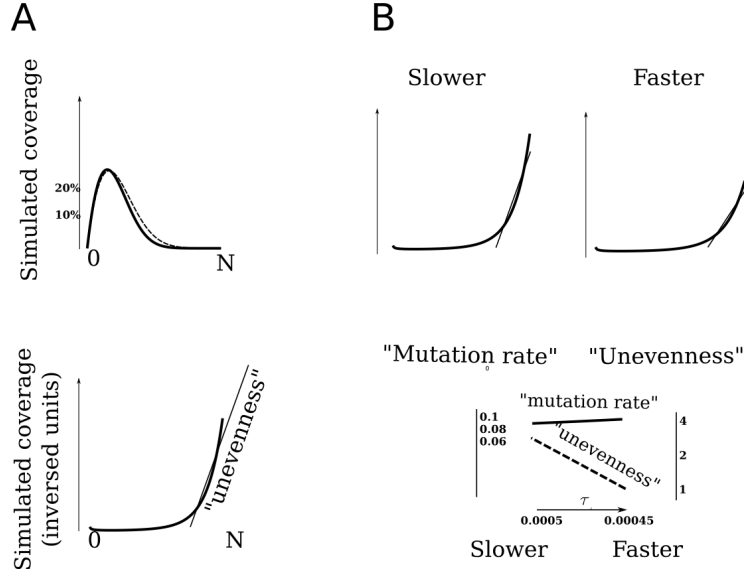 A
Simulated coverage
20%
10%
0
N
Simulated coverage
(inversed units)
"unevenness"
0
N
B
Slower
Faster
"Mutation rate"
"Unevenness"
0
"mutation rate"
0.1
0.08
0.06
"unevenness"
4
2
1
τ
0.0005
0.00045
Slower
Faster